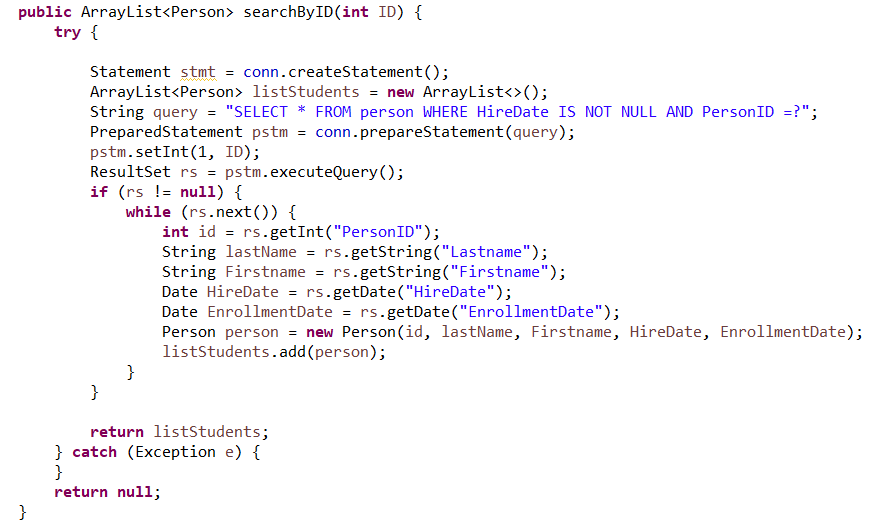 public ArrayList<Person> searchByID(int ID) {
    try {

        Statement stmt = conn.createStatement();
        ArrayList<Person> listStudents = new ArrayList<>();
        String query = "SELECT * FROM person WHERE HireDate IS NOT NULL AND PersonID =?";
        PreparedStatement pstm = conn.prepareStatement(query);
        pstm.setInt(1, ID);
        ResultSet rs = pstm.executeQuery();
        if (rs != null) {
            while (rs.next()) {
                int id = rs.getInt("PersonID");
                String lastName = rs.getString("Lastname");
                String Firstname = rs.getString("Firstname");
                Date HireDate = rs.getDate("HireDate");
                Date EnrollmentDate = rs.getDate("EnrollmentDate");
                Person person = new Person(id, lastName, Firstname, HireDate, EnrollmentDate);
                listStudents.add(person);
            }
        }

        return listStudents;
    } catch (Exception e) {
    }
    return null;
}